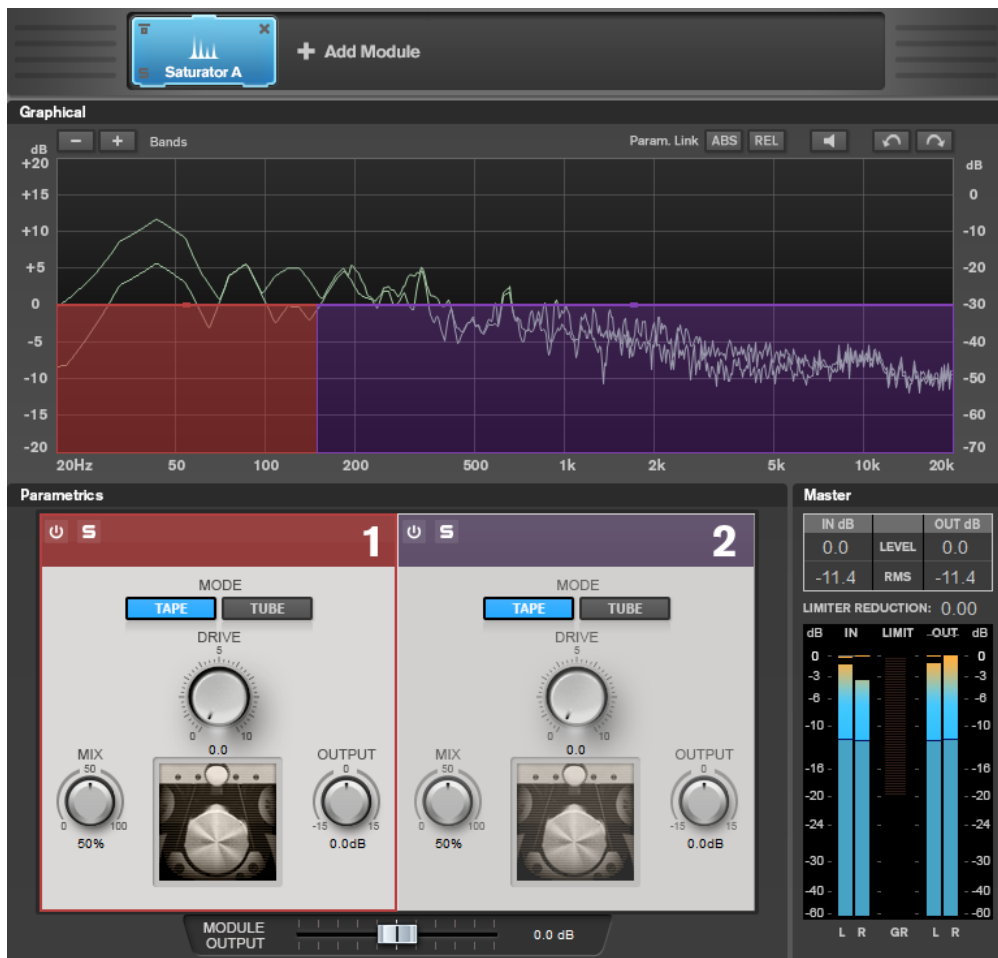 S
Saturator A
+ Add Module
Graphical
− + Bands
Param. Link ABS REL
dB
+20
+15
+10
+5
0
-5
-10
-15
-20
dB
0
-10
-20
-30
-40
-50
-60
-70
20Hz 50 100 200 500 1k 2k 5k 10k 20k
Parametrics
S 1
MODE
TAPE TUBE
DRIVE
5
0 10
0.0
MIX
50
0 100
50%
OUTPUT
0
-15 15
0.0dB
S 2
MODE
TAPE TUBE
DRIVE
5
0 10
0.0
MIX
50
0 100
50%
OUTPUT
0
-15 15
0.0dB
MODULE
OUTPUT
0.0 dB
Master
IN dB OUT dB
0.0 LEVEL 0.0
-11.4 RMS -11.4
LIMITER REDUCTION: 0.00
dB IN LIMIT OUT dB
0 0
-3 -3
-6 -6
-10 -10
-16 -16
-20 -20
-24 -24
-30 -30
-40 -40
-60 -60
L R GR L R